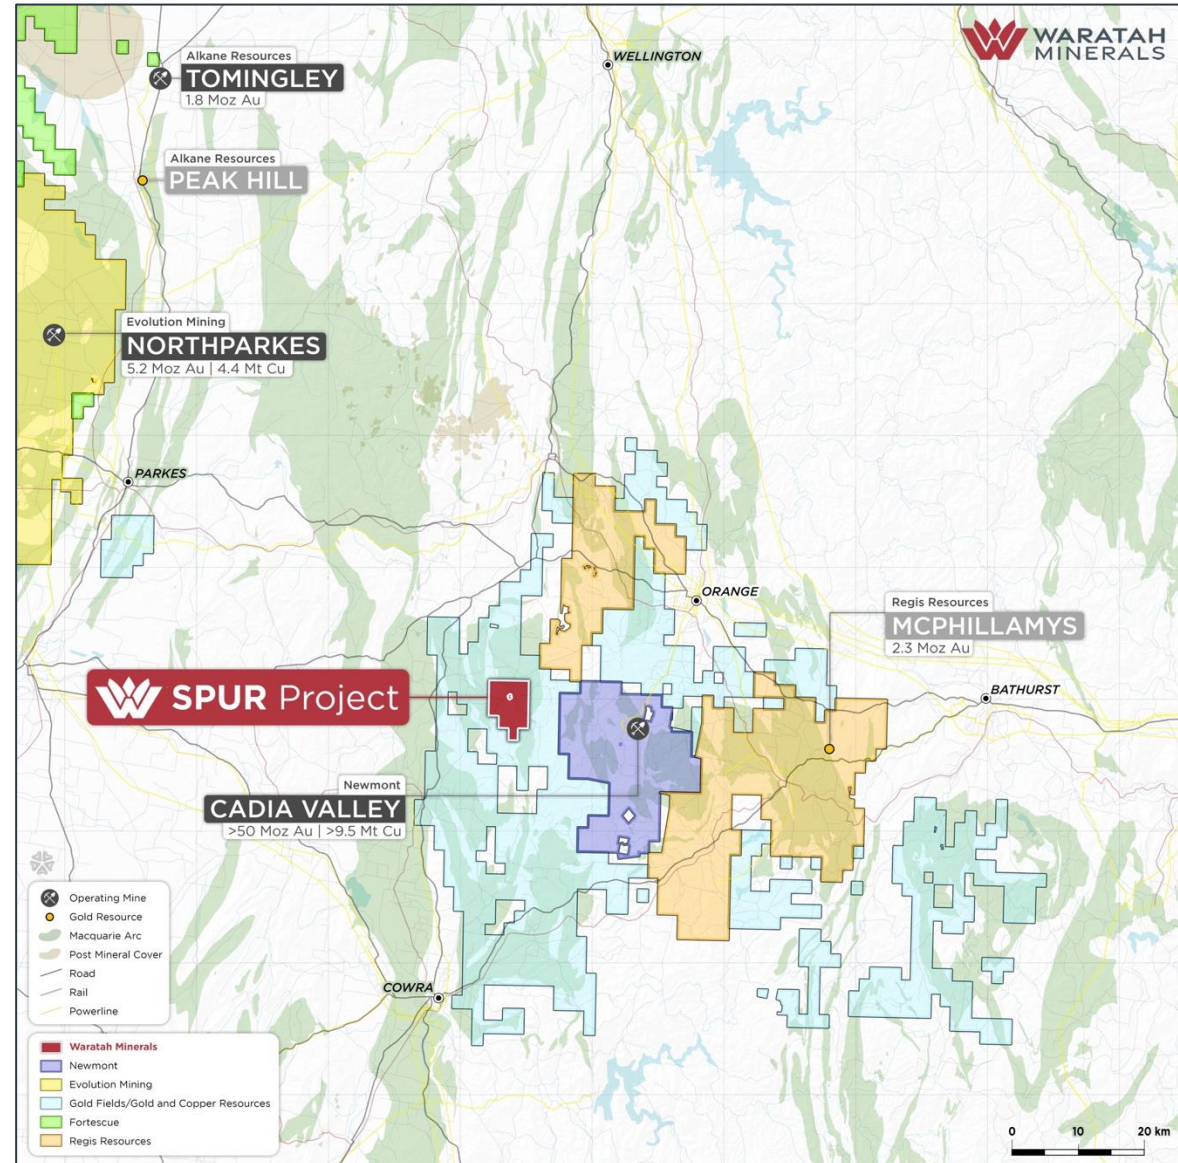 WARATAH
MINERALS
WELLINGTON
Alkane Resources
TOMINGLEY
1.8 Moz Au
Alkane Resources
PEAK HILL
Evolution Mining
NORTHPARKES
5.2 Moz Au | 4.4 Mt Cu
PARKES
ORANGE
Regis Resources
MCPHILLAMYS
2.3 Moz Au
BATHURST
SPUR Project
Newmont
CADIA VALLEY
>50 Moz Au | >9.5 Mt Cu
COWRA
Operating Mine
Gold Resource
Macquarie Arc
Post Mineral Cover
Road
Rail
Powerline
Waratah Minerals
Newmont
Evolution Mining
Gold Fields/Gold and Copper Resources
Fortescue
Regis Resources
0 10 20 km